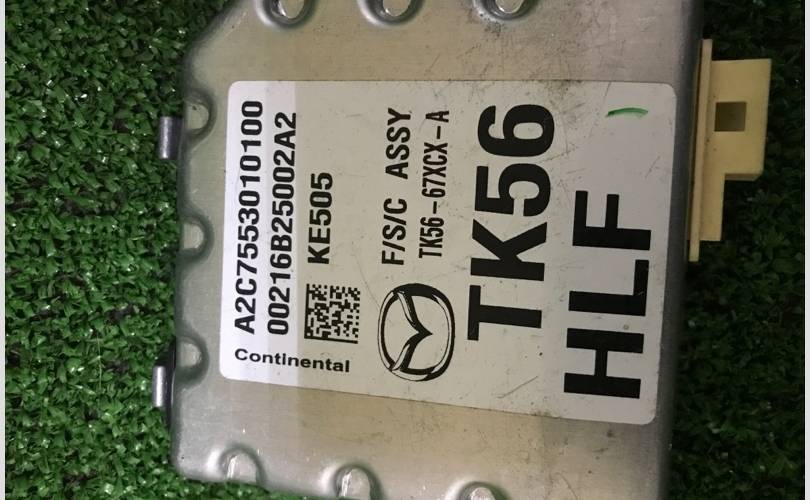 A2C7553010100
00216B25002A2
KE505
Continental
F/S/C ASSY
TK56-67XCX-A
TK56
HLF